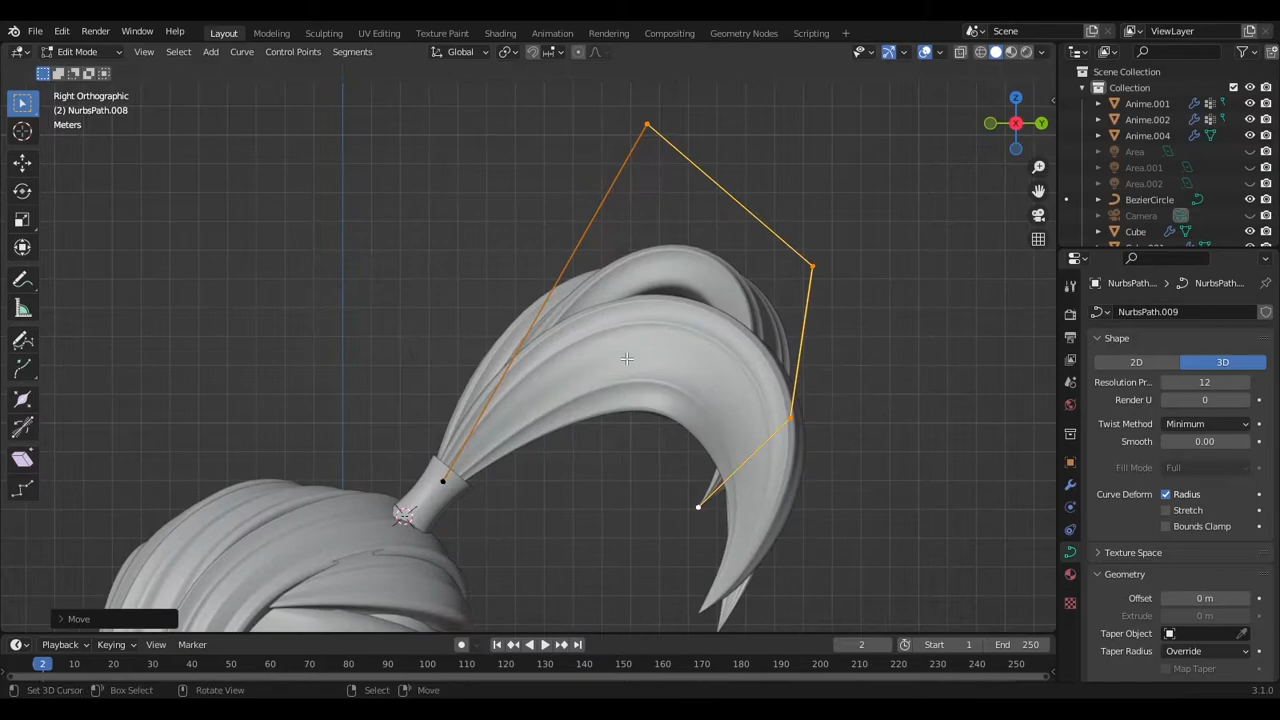 File Edit Render Window Help Layout Modeling Sculpting UV Editing Texture Paint Shading Animation Rendering Compositing Geometry Nodes Scripting + Scene ViewLayer
Edit Mode View Select Add Curve Control Points Segments Global
Right Orthographic
(2) NurbsPath.008
Meters
Z
X
Y
Scene Collection
Collection
Anime.001
Anime.002
Anime.004
Area
Area.001
Area.002
BezierCircle
Camera
Cube
NurbsPath.... NurbsPath....
NurbsPath.009
Shape
2D 3D
Resolution Pr... 12
Render U 0
Twist Method Minimum
Smooth 0.00
Fill Mode Full
Curve Deform Radius
Stretch
Bounds Clamp
Texture Space
Geometry
Offset 0 m
Extrude 0 m
Taper Object
Taper Radius Override
Map Taper
Move
Playback Keying View Marker 2 Start 1 End 250
2 10 20 30 40 50 60 70 80 90 100 110 120 130 140 150 160 170 180 190 200 210 220 230 240 250
Set 3D Cursor Box Select Rotate View Select Move 3.1.0